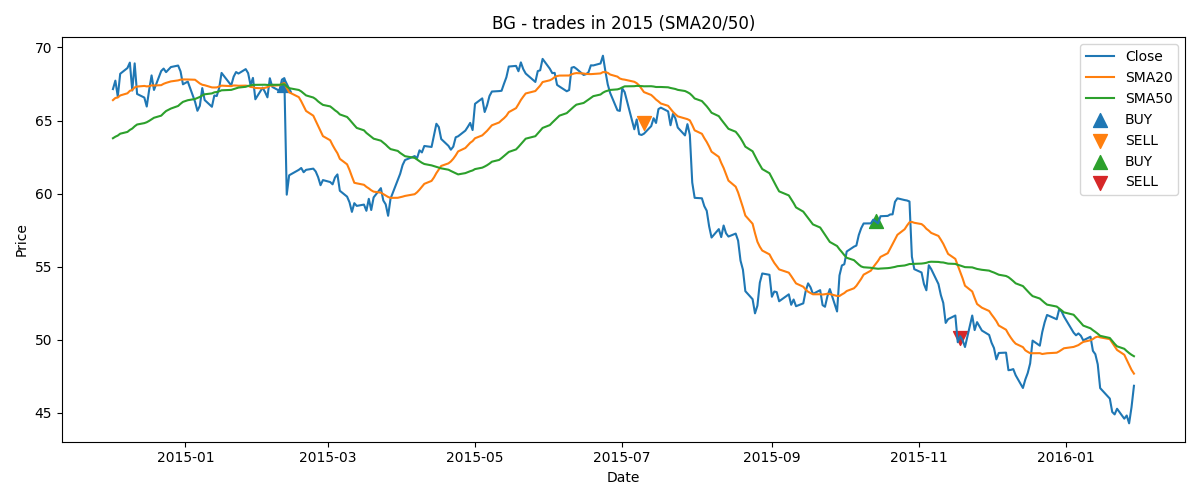 BG - trades in 2015 (SMA20/50)
70
65
60
55
50
45
Price
2015-01
2015-03
2015-05
2015-07
2015-09
2015-11
2016-01
Date
Close
SMA20
SMA50
BUY
SELL
BUY
SELL